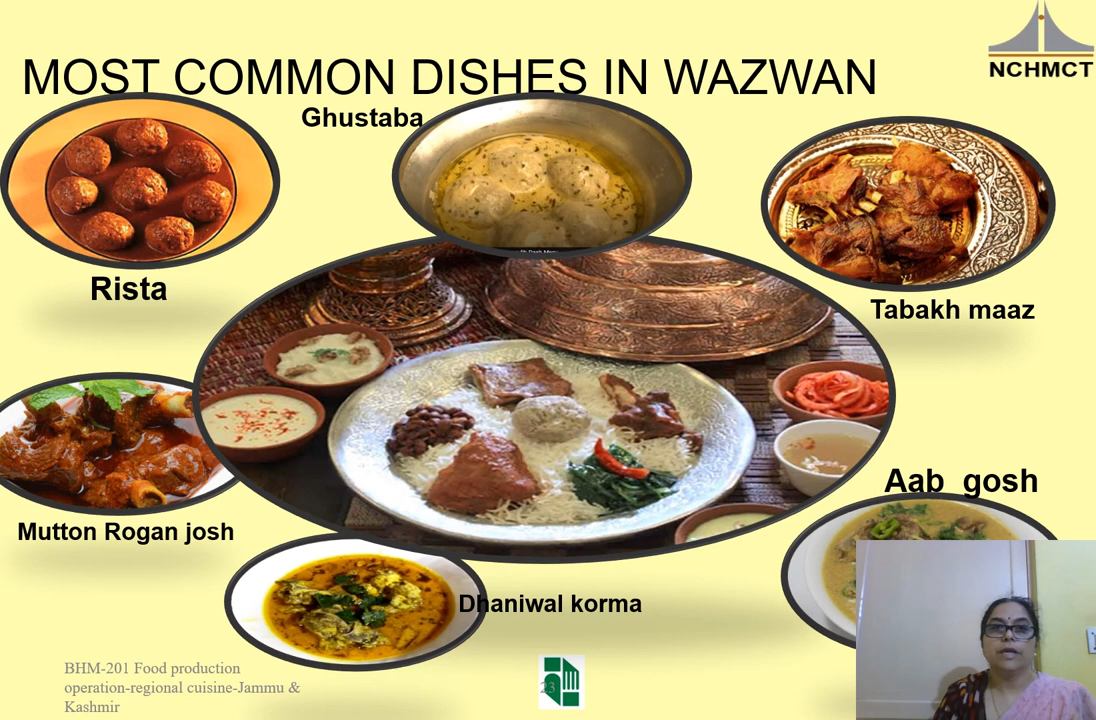 NCHMCT
MOST COMMON DISHES IN WAZWAN
Ghustaba
Rista
Tabakh maaz
Aab gosh
Mutton Rogan josh
Dhaniwal korma
BHM-201 Food production
operation-regional cuisine-Jammu &
Kashmir
23